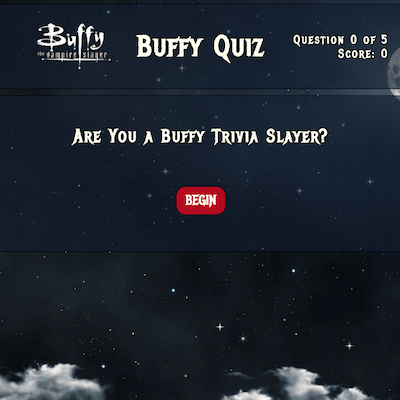 Buffy
the vampire slayer
Buffy Quiz
Question 0 of 5
Score: 0
Are You a Buffy Trivia Slayer?
BEGIN